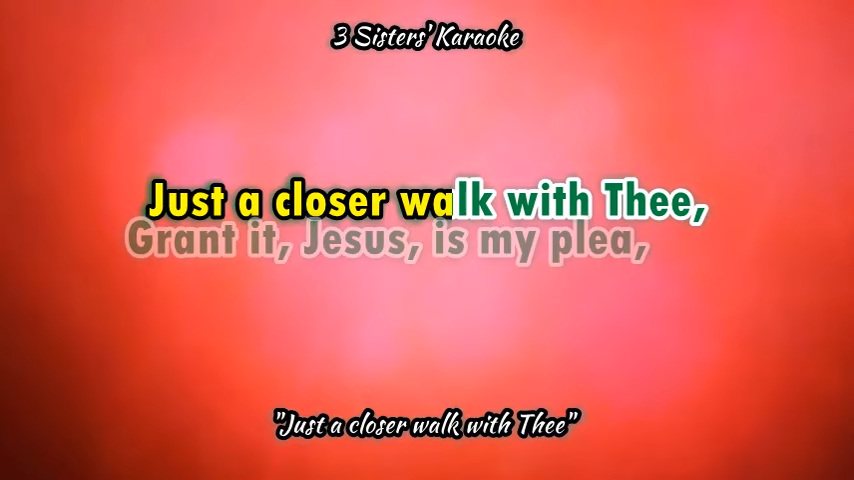 3 Sisters' Karaoke
Just a closer walk with Thee,
Grant it, Jesus, is my plea,
"Just a closer walk with Thee"